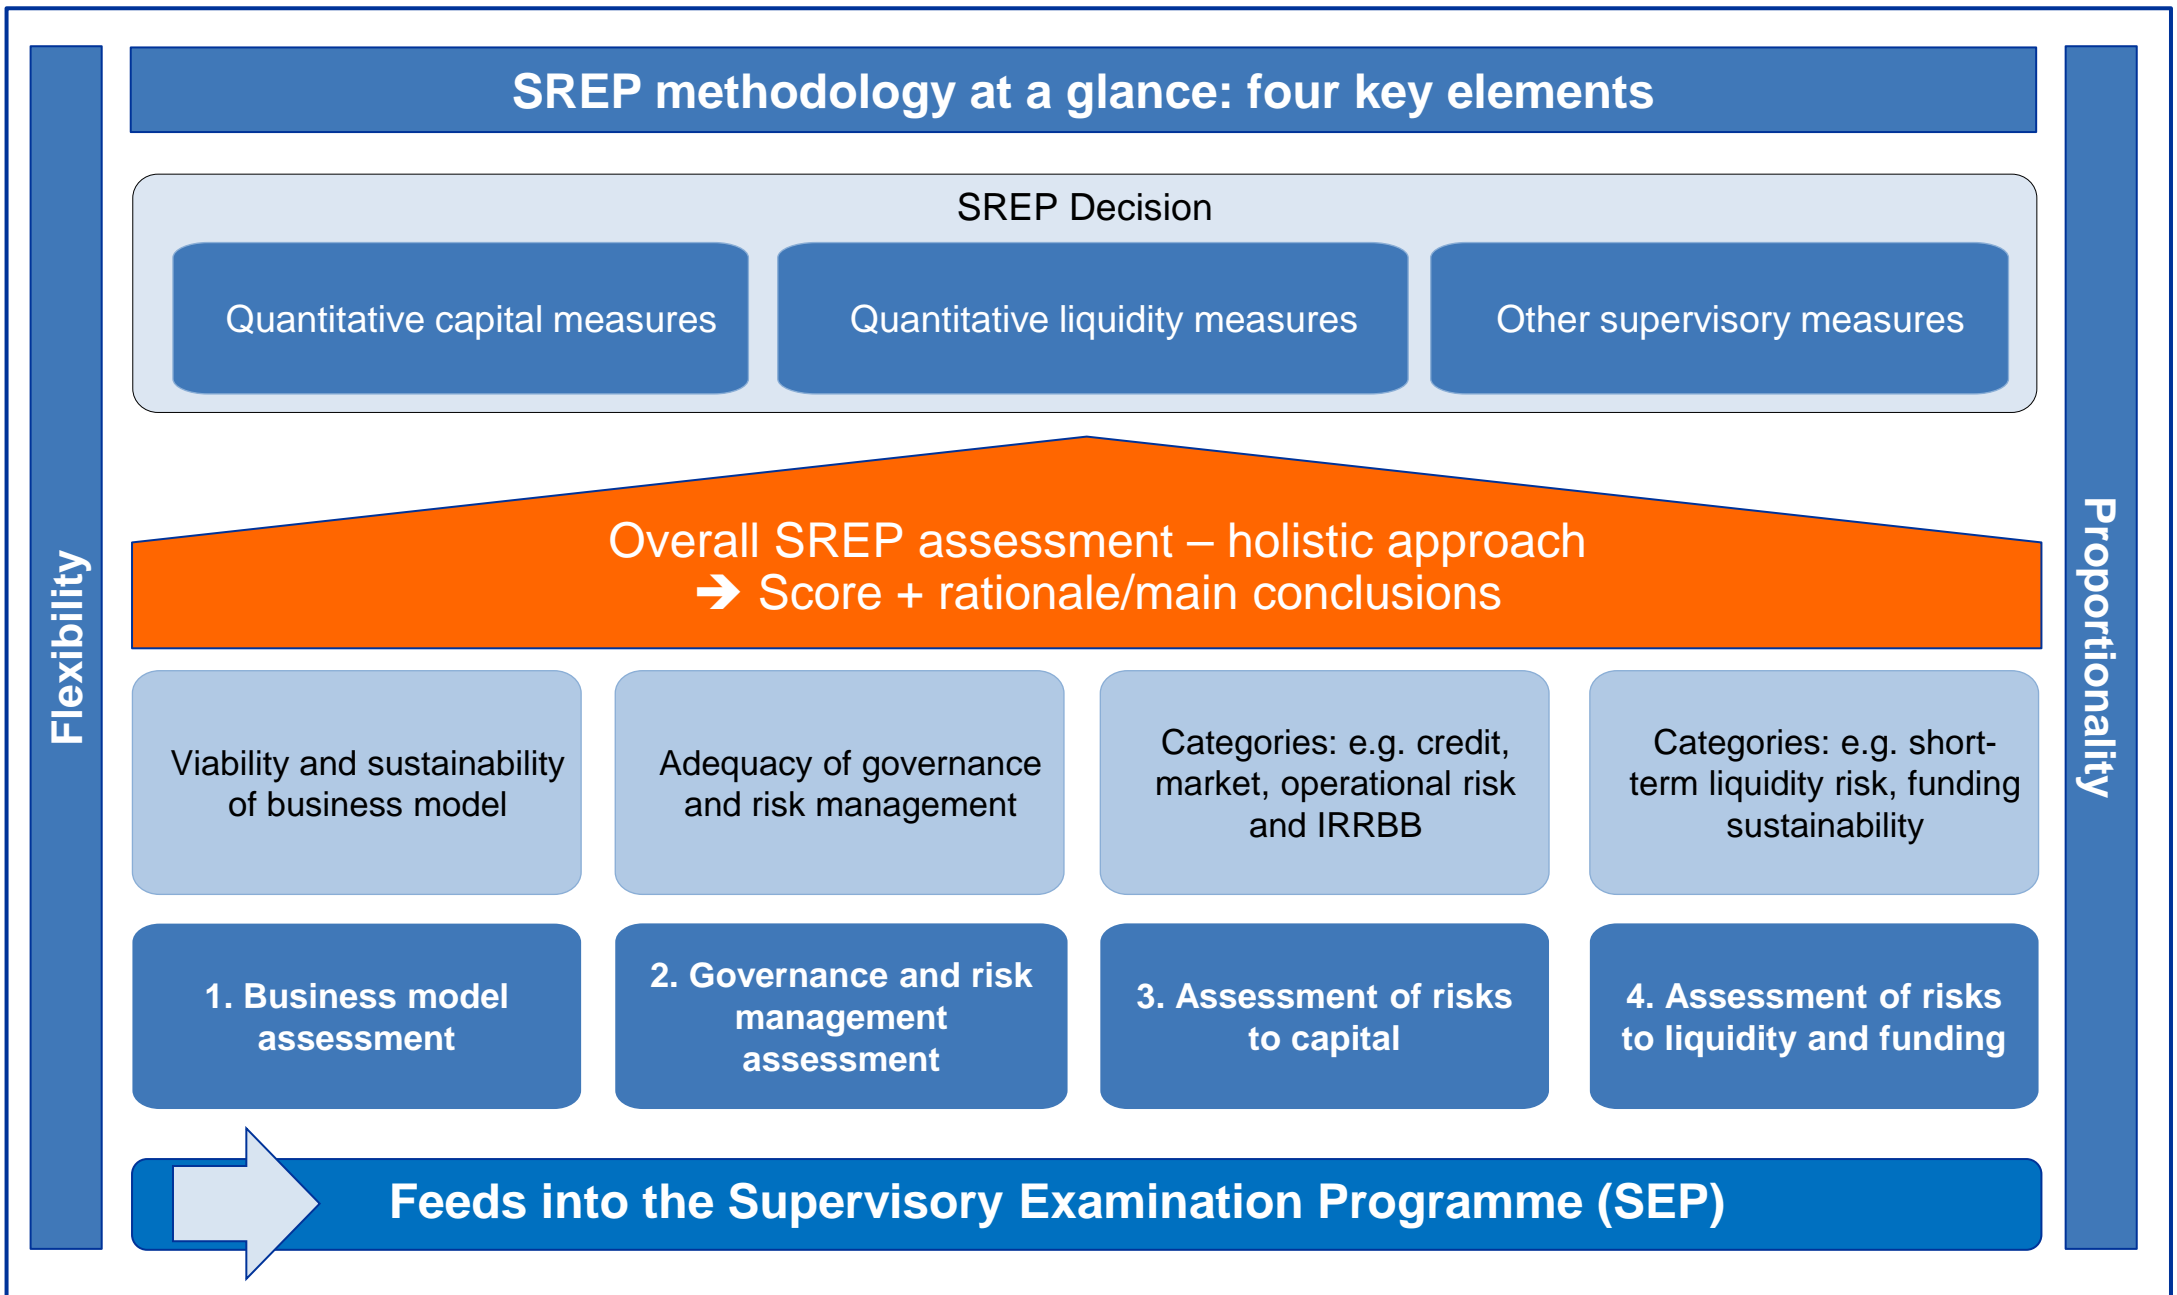 SREP methodology at a glance: four key elements
SREP Decision
Quantitative capital measures
Quantitative liquidity measures
Other supervisory measures
Flexibility
Proportionality
Overall SREP assessment – holistic approach
➔ Score + rationale/main conclusions
Viability and sustainability
of business model
Adequacy of governance
and risk management
Categories: e.g. credit,
market, operational risk
and IRRBB
Categories: e.g. short-
term liquidity risk, funding
sustainability
1. Business model
assessment
2. Governance and risk
management
assessment
3. Assessment of risks
to capital
4. Assessment of risks
to liquidity and funding
Feeds into the Supervisory Examination Programme (SEP)